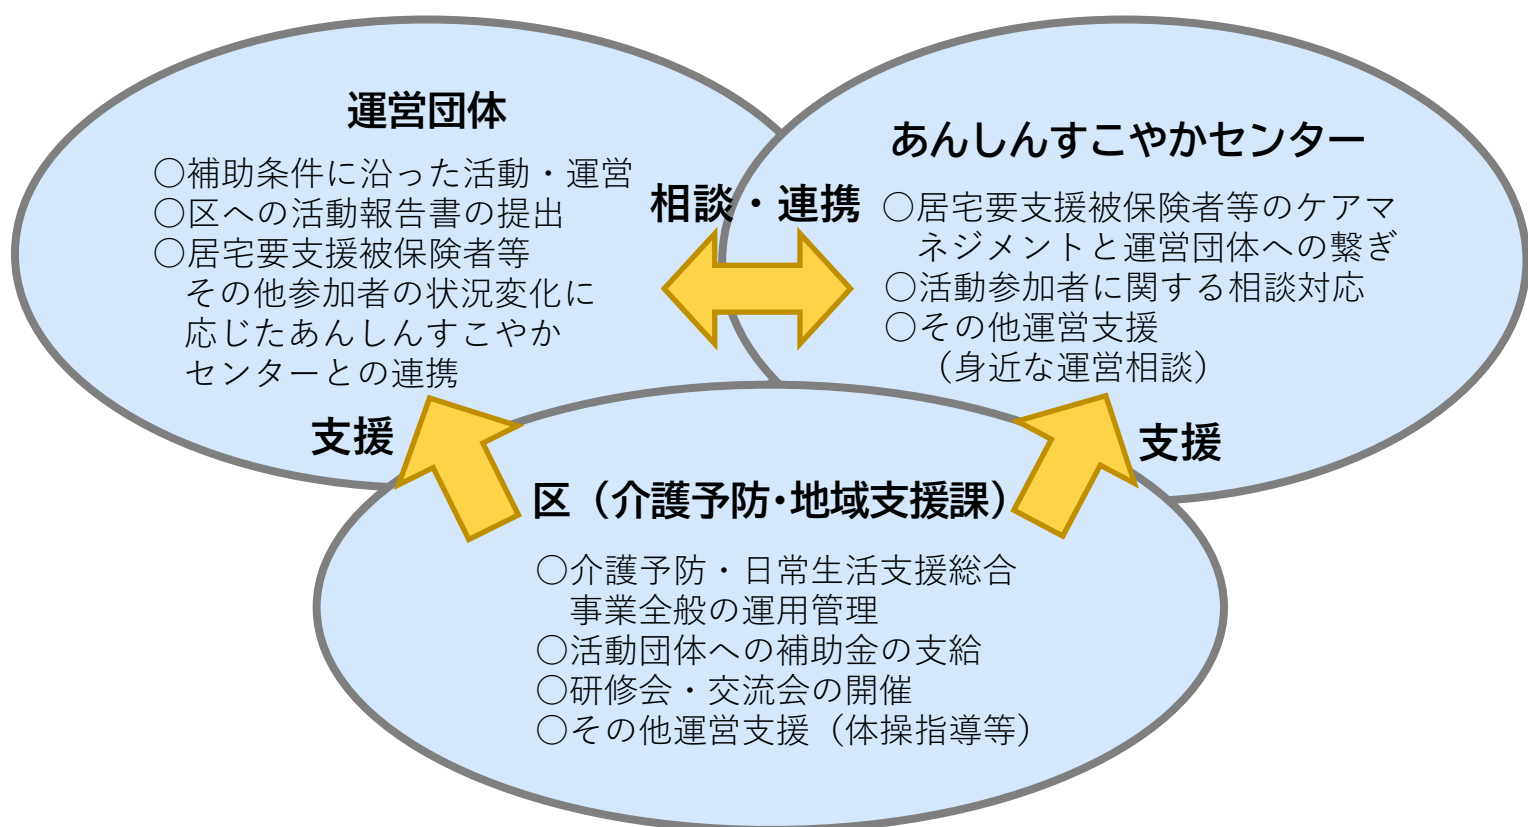 運営団体
○補助条件に沿った活動・運営
○区への活動報告書の提出
○居宅要支援被保険者等
その他参加者の状況変化に
応じたあんしんすこやか
センターとの連携
相談・連携
あんしんすこやかセンター
○居宅要支援被保険者等のケアマ
ネジメントと運営団体への繋ぎ
○活動参加者に関する相談対応
○その他運営支援
（身近な運営相談）
支援
支援
区（介護予防・地域支援課）
○介護予防・日常生活支援総合
事業全般の運用管理
○活動団体への補助金の支給
○研修会・交流会の開催
○その他運営支援（体操指導等）